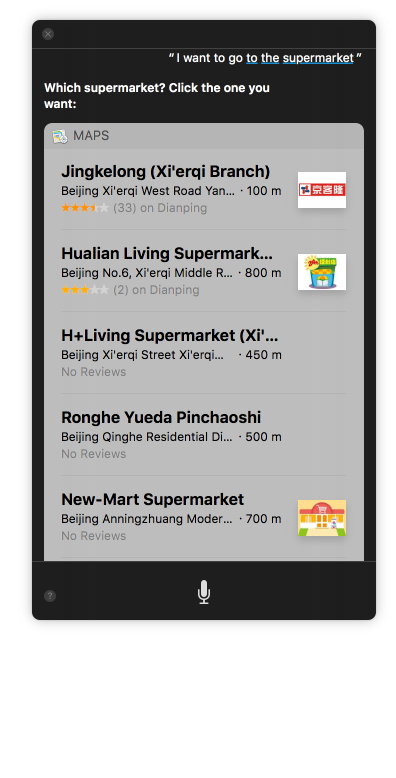 “ I want to go to the supermarket ”
Which supermarket? Click the one you
want:
MAPS
Jingkelong (Xi'erqi Branch)
Beijing Xi'erqi West Road Yan... · 100 m
(33) on Dianping
京客隆
Hualian Living Supermark...
Beijing No.6, Xi'erqi Middle R... · 800 m
(2) on Dianping
H+Living Supermarket (Xi'...
Beijing Xi'erqi Street Xi'erqi... · 450 m
No Reviews
Ronghe Yueda Pinchaoshi
Beijing Qinghe Residential Di... · 500 m
No Reviews
New-Mart Supermarket
Beijing Anningzhuang Moder... · 700 m
No Reviews
?